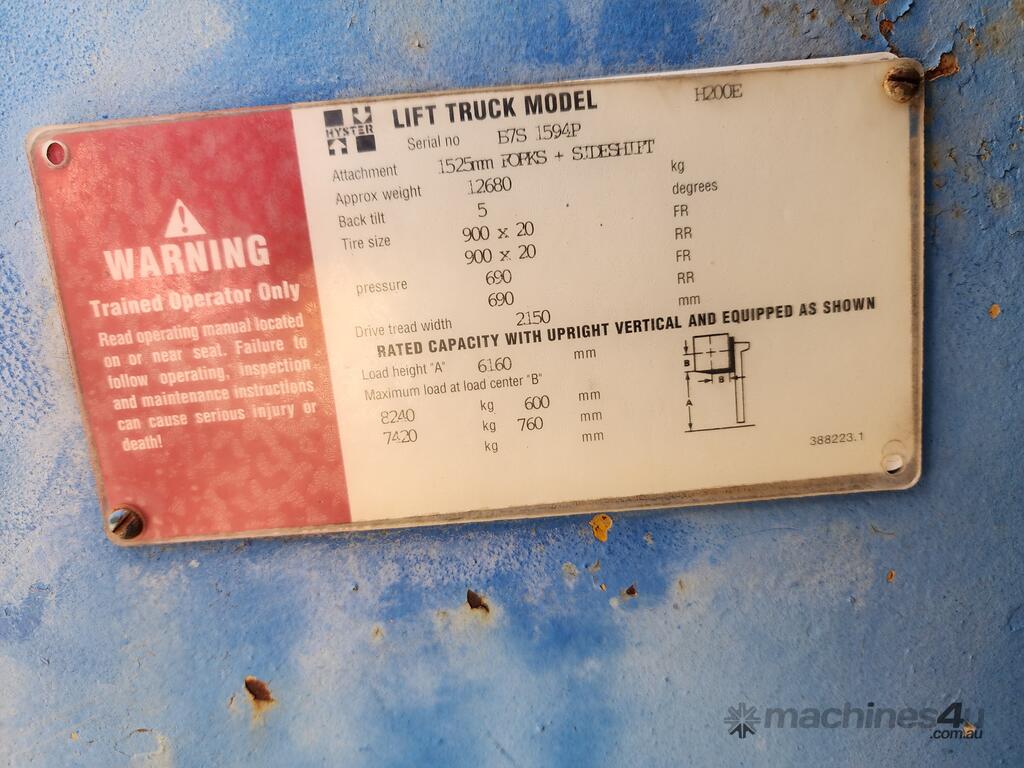 WARNING
Trained Operator Only
Read operating manual located
on or near seat. Failure to
follow operating, inspection
and maintenance instructions
can cause serious injury or
death!
HYSTER
LIFT TRUCK MODEL H200E
Serial no B7S 1594P
Attachment 1525mm FORKS + SIDESHIFT
Approx weight 12680 kg
Back tilt 5 degrees
Tire size 900 x 20 FR
900 x 20 RR
pressure 690 FR
690 RR
Drive tread width 2150 mm
RATED CAPACITY WITH UPRIGHT VERTICAL AND EQUIPPED AS SHOWN
Load height "A" 6160 mm
Maximum load at load center "B"
8240 kg 600 mm
7420 kg 760 mm
kg mm
B
B
A
388223.1
machines4u
.com.au